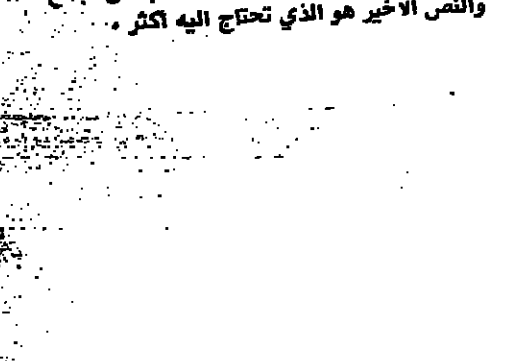 والنص الاخير هو الذي تحتاج اليه أكثر .